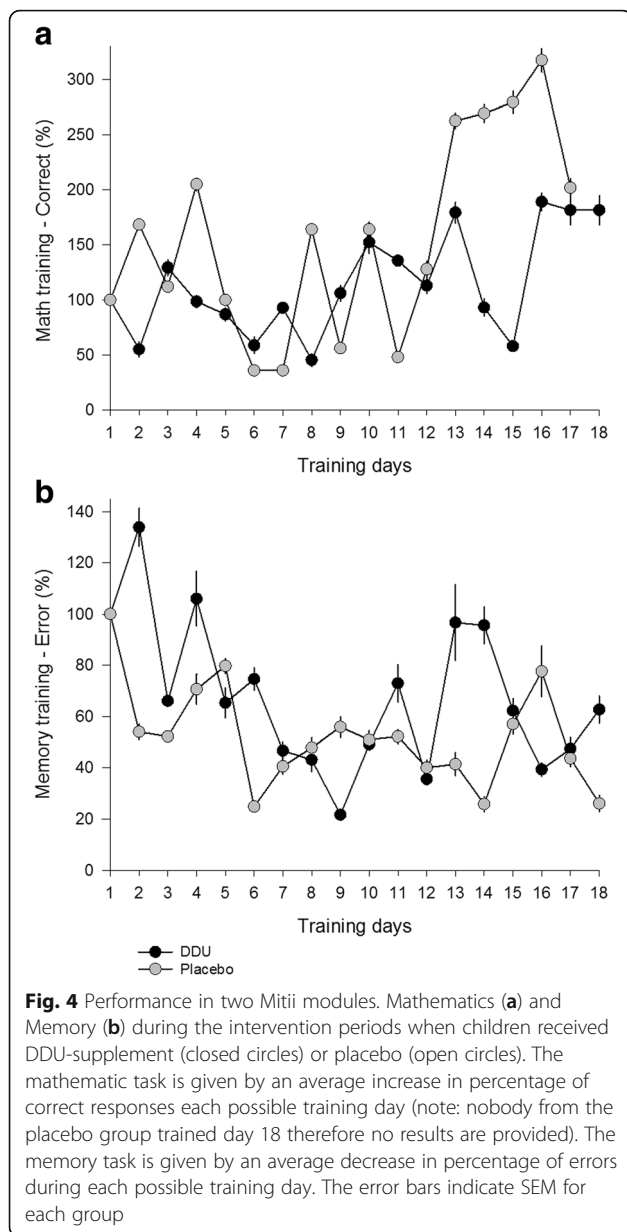 a
Math training - Correct (%)
300
250
200
150
100
50
0
1 2 3 4 5 6 7 8 9 10 11 12 13 14 15 16 17 18
Training days
b
Memory training - Error (%)
140
120
100
80
60
40
20
0
1 2 3 4 5 6 7 8 9 10 11 12 13 14 15 16 17 18
Training days
DDU
Placebo
Fig. 4 Performance in two Mitii modules. Mathematics (a) and
Memory (b) during the intervention periods when children received
DDU-supplement (closed circles) or placebo (open circles). The
mathematic task is given by an average increase in percentage of
correct responses each possible training day (note: nobody from the
placebo group trained day 18 therefore no results are provided). The
memory task is given by an average decrease in percentage of errors
during each possible training day. The error bars indicate SEM for
each group